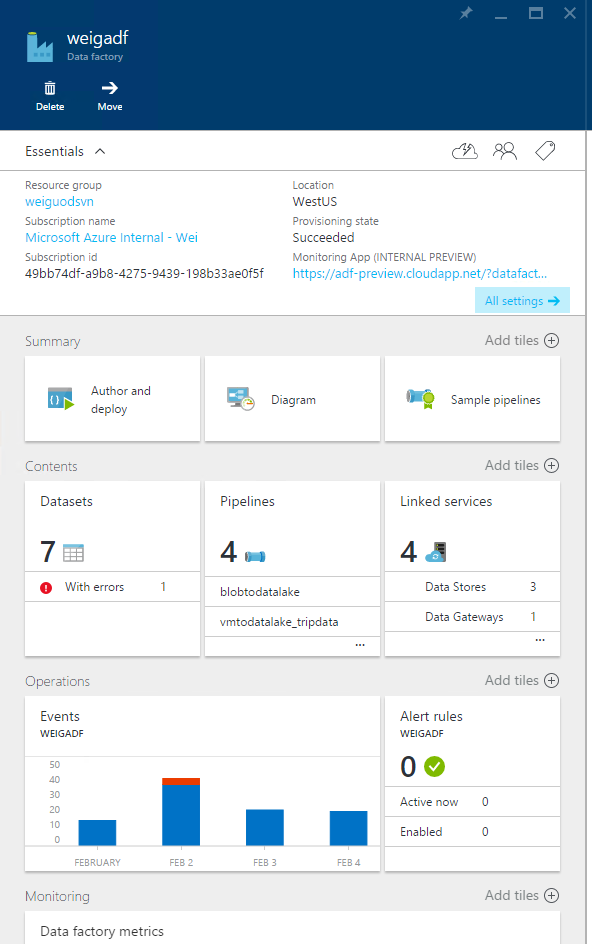 weigadf
Data factory
Delete
Move
Essentials
Resource group
weiguodsvn
Subscription name
Microsoft Azure Internal - Wei
Subscription id
49bb74df-a9b8-4275-9439-198b33ae0f5f
Location
WestUS
Provisioning state
Succeeded
Monitoring App (INTERNAL PREVIEW)
https://adf-preview.cloudapp.net/?datafact...
All settings
Summary
Add tiles
Author and
deploy
Diagram
Sample pipelines
Contents
Add tiles
Datasets
7
With errors 1
Pipelines
4
blobtodatalake
vmtodatalake_tripdata
...
Linked services
4
Data Stores 3
Data Gateways 1
...
Operations
Add tiles
Events
WEIGADF
50
40
30
20
10
0
FEBRUARY FEB 2 FEB 3 FEB 4
Alert rules
WEIGADF
0
Active now 0
Enabled 0
Monitoring
Add tiles
Data factory metrics